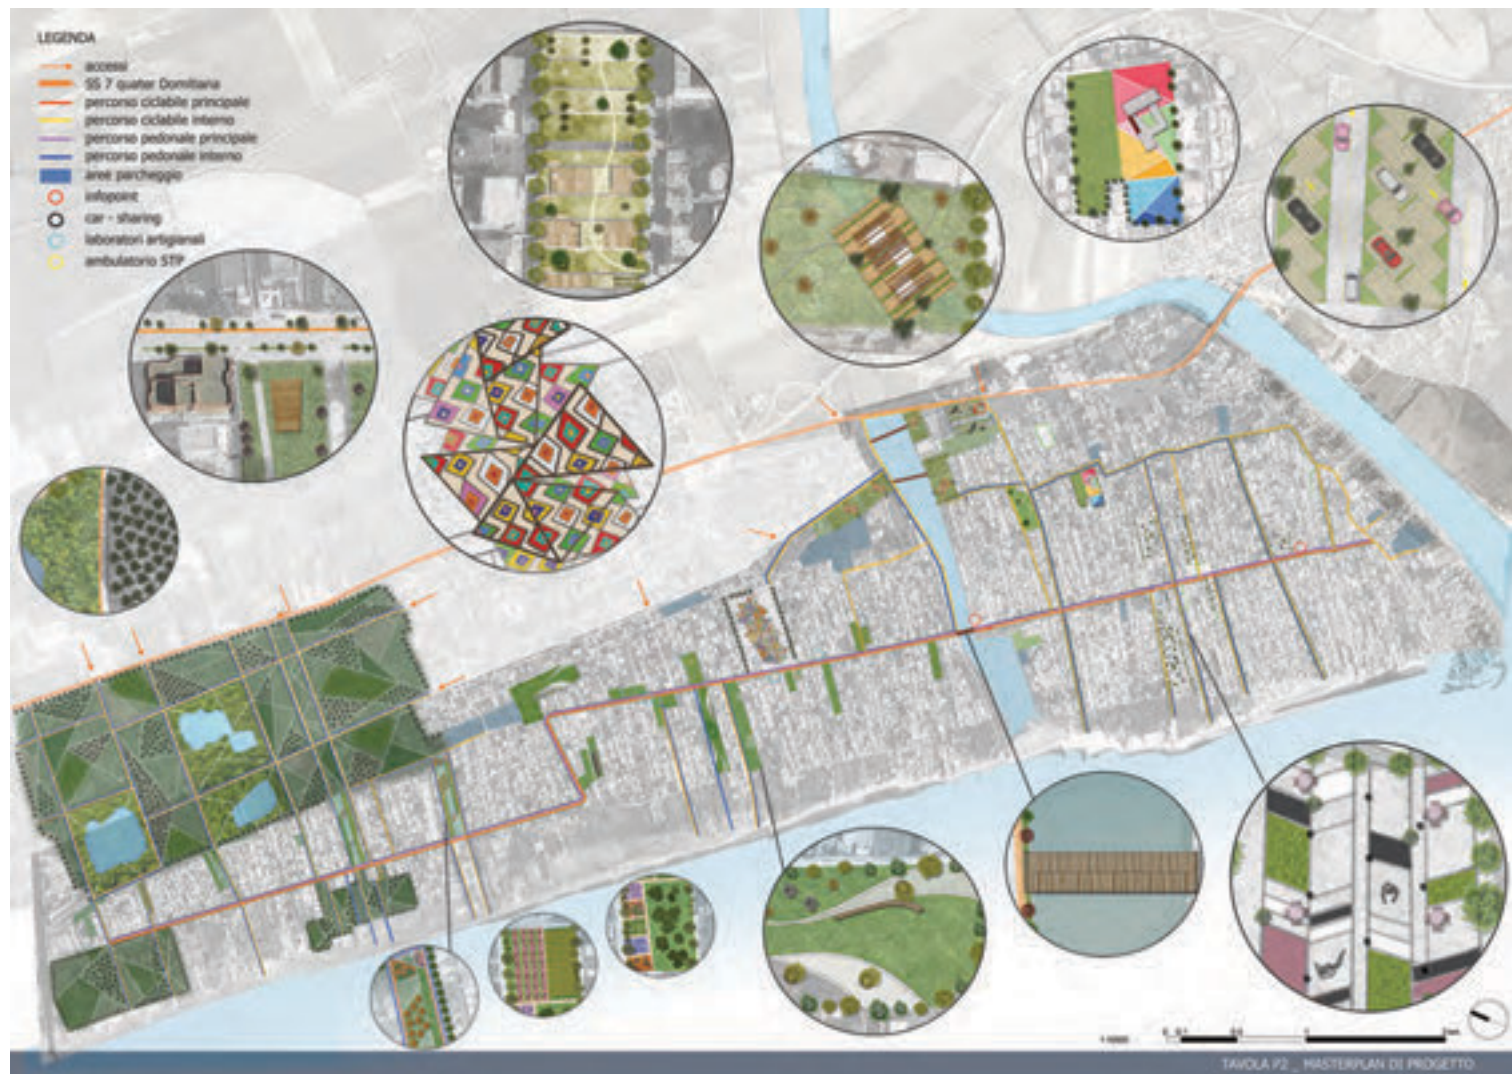 LEGENDA
accessi
SS 7 quater Domitiana
percorso ciclabile principale
percorso ciclabile interno
percorso pedonale principale
percorso pedonale interno
aree parcheggio
infopoint
car - sharing
laboratori artigianali
ambulatorio STP
TAVOLA P2 _ MASTERPLAN DI PROGETTO